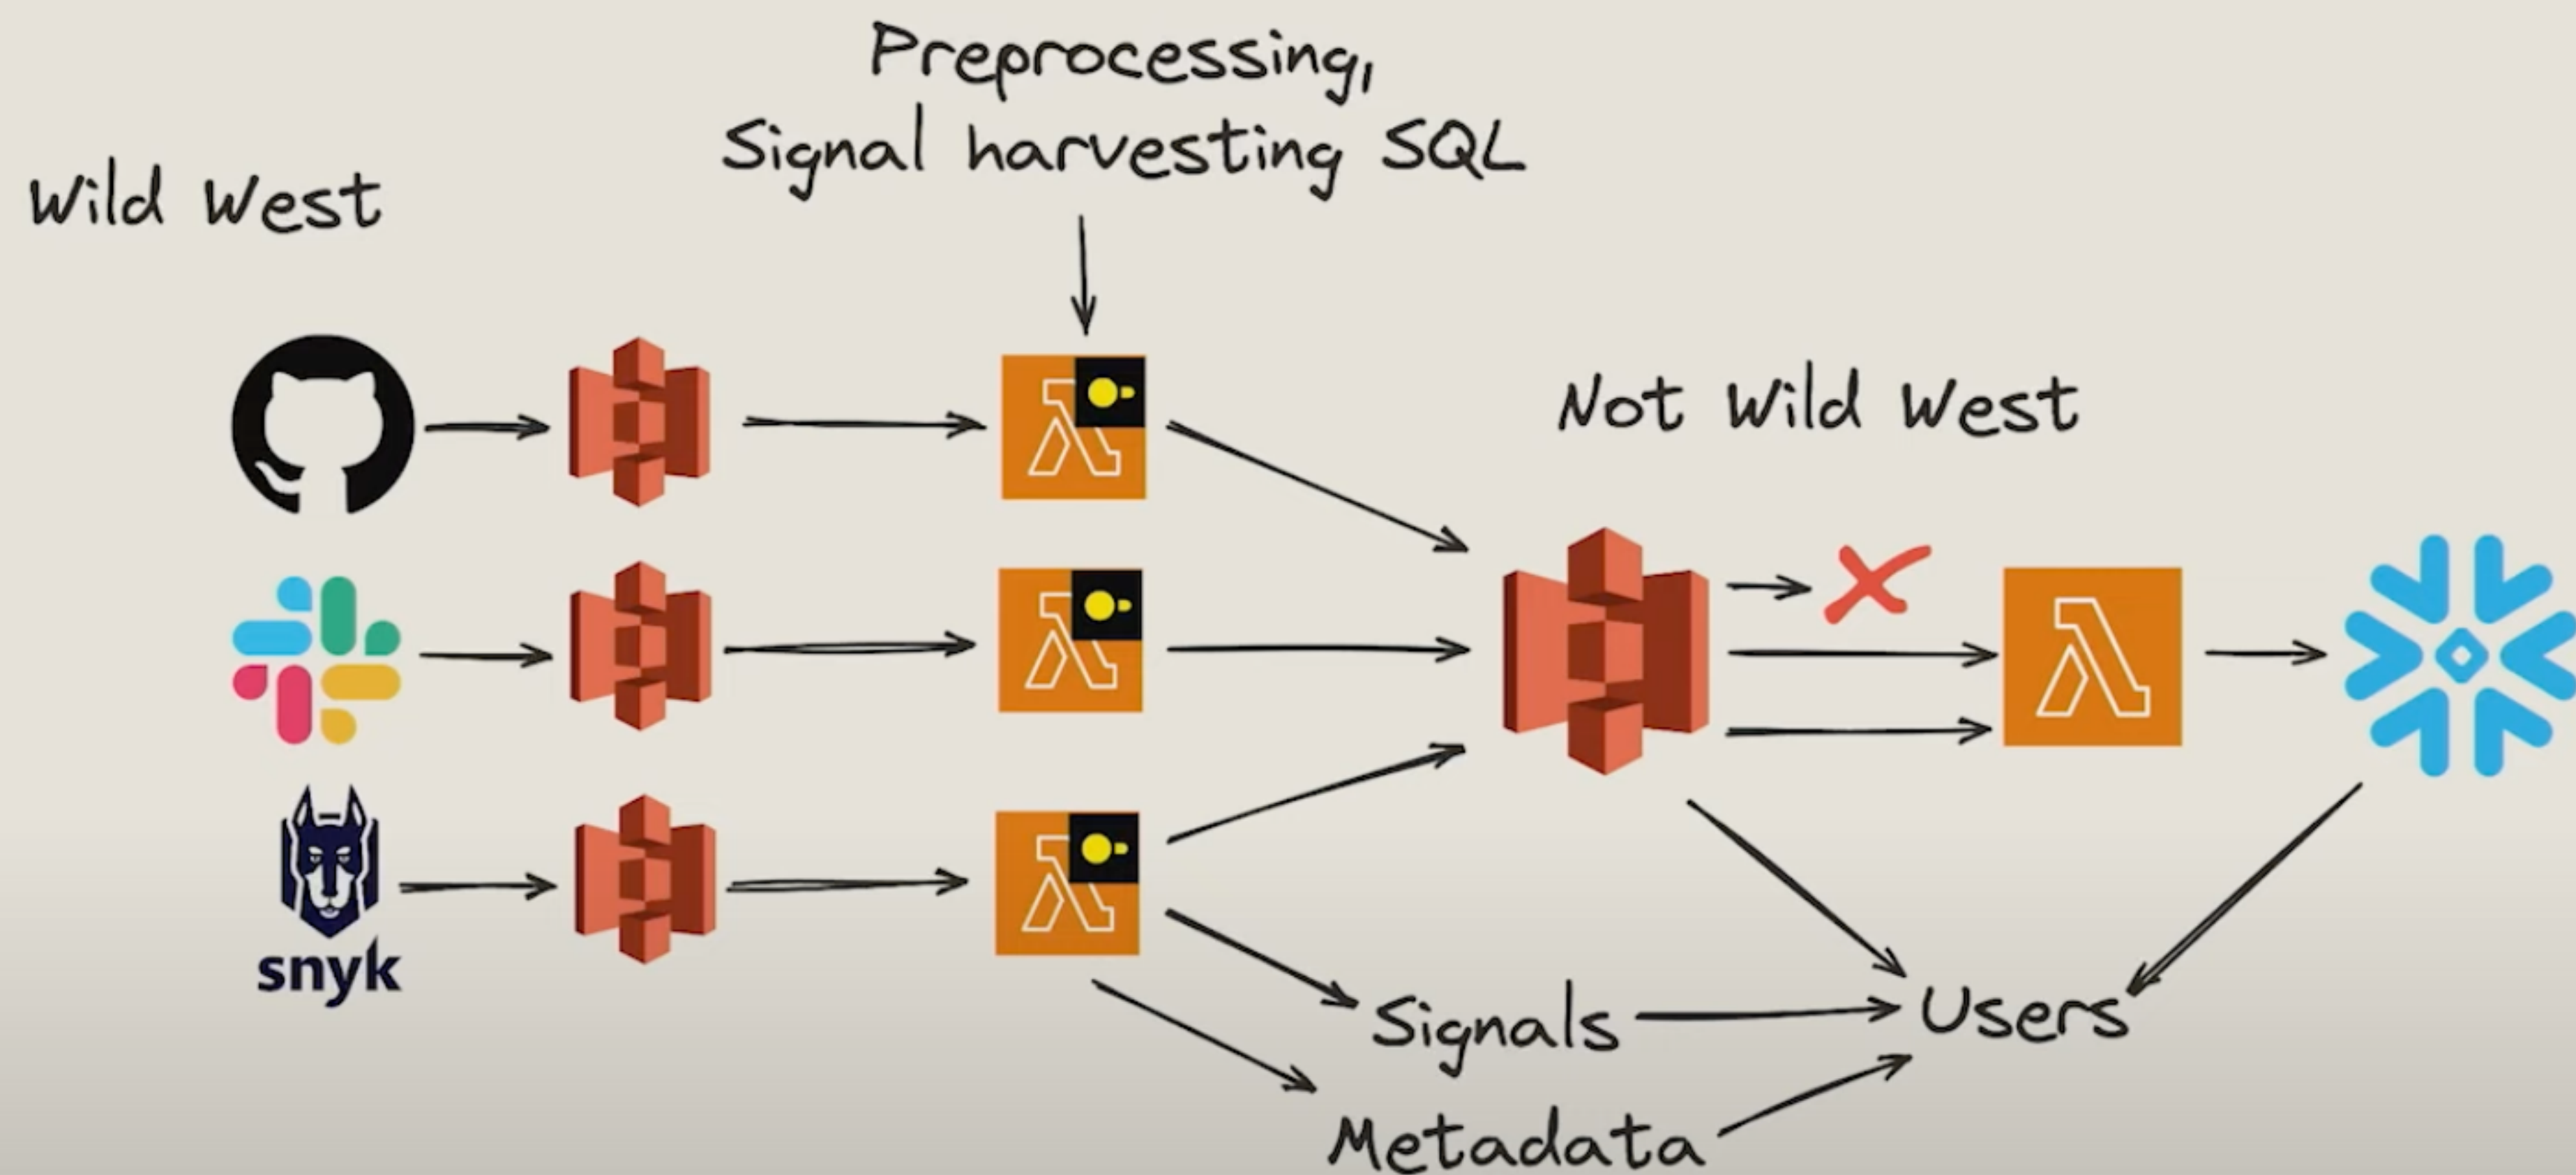 Preprocessing,
Signal harvesting SQL
Wild West
Not Wild West
snyk
Signals
Users
Metadata